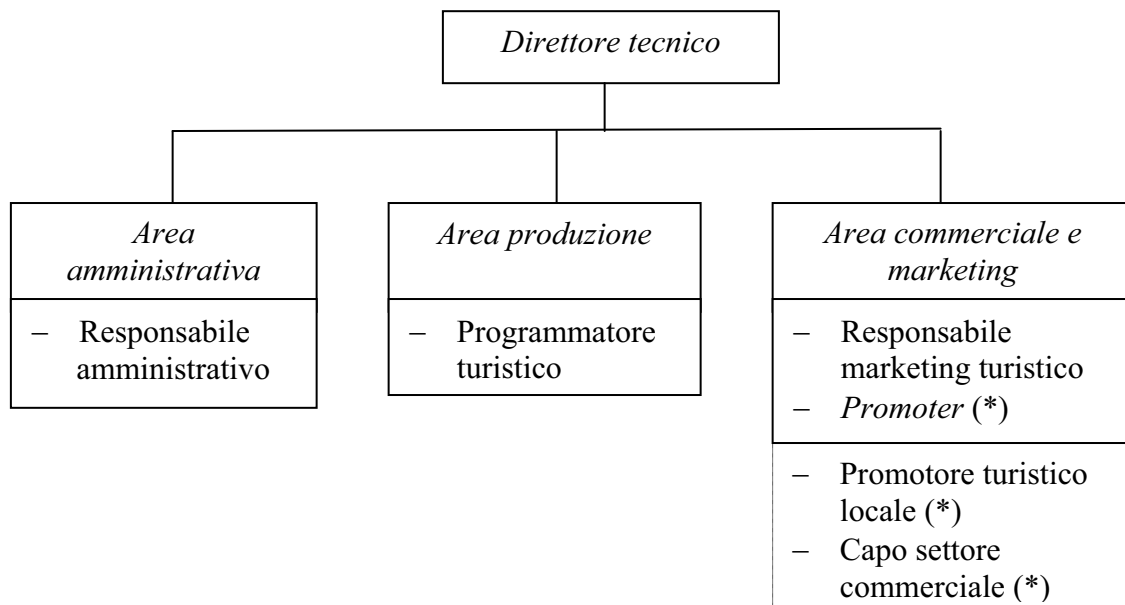 Direttore tecnico
Area
amministrativa
– Responsabile
amministrativo
Area produzione
– Programmatore
turistico
Area commerciale e
marketing
– Responsabile
marketing turistico
– Promoter (*)
– Promotore turistico
locale (*)
– Capo settore
commerciale (*)